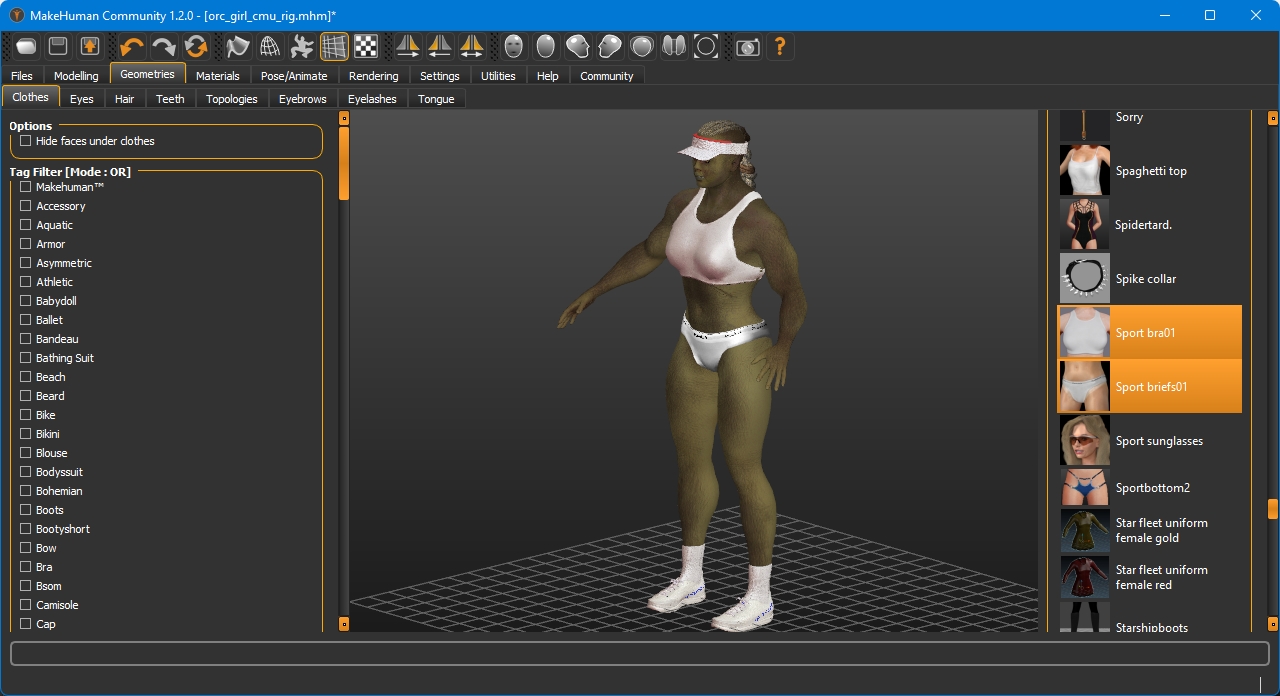 MakeHuman Community 1.2.0 - [orc_girl_cmu_rig.mhm]*
?
Files Modelling Geometries Materials Pose/Animate Rendering Settings Utilities Help Community
Clothes Eyes Hair Teeth Topologies Eyebrows Eyelashes Tongue
Options
Hide faces under clothes
Tag Filter [Mode : OR]
Makehuman™
Accessory
Aquatic
Armor
Asymmetric
Athletic
Babydoll
Ballet
Bandeau
Bathing Suit
Beach
Beard
Bike
Bikini
Blouse
Bodyssuit
Bohemian
Boots
Bootyshort
Bow
Bra
Bsom
Camisole
Cap
Sorry
Spaghetti top
Spidertard.
Spike collar
Sport bra01
Sport briefs01
Sport sunglasses
Sportbottom2
Star fleet uniform
female gold
Star fleet uniform
female red
Starshipboots